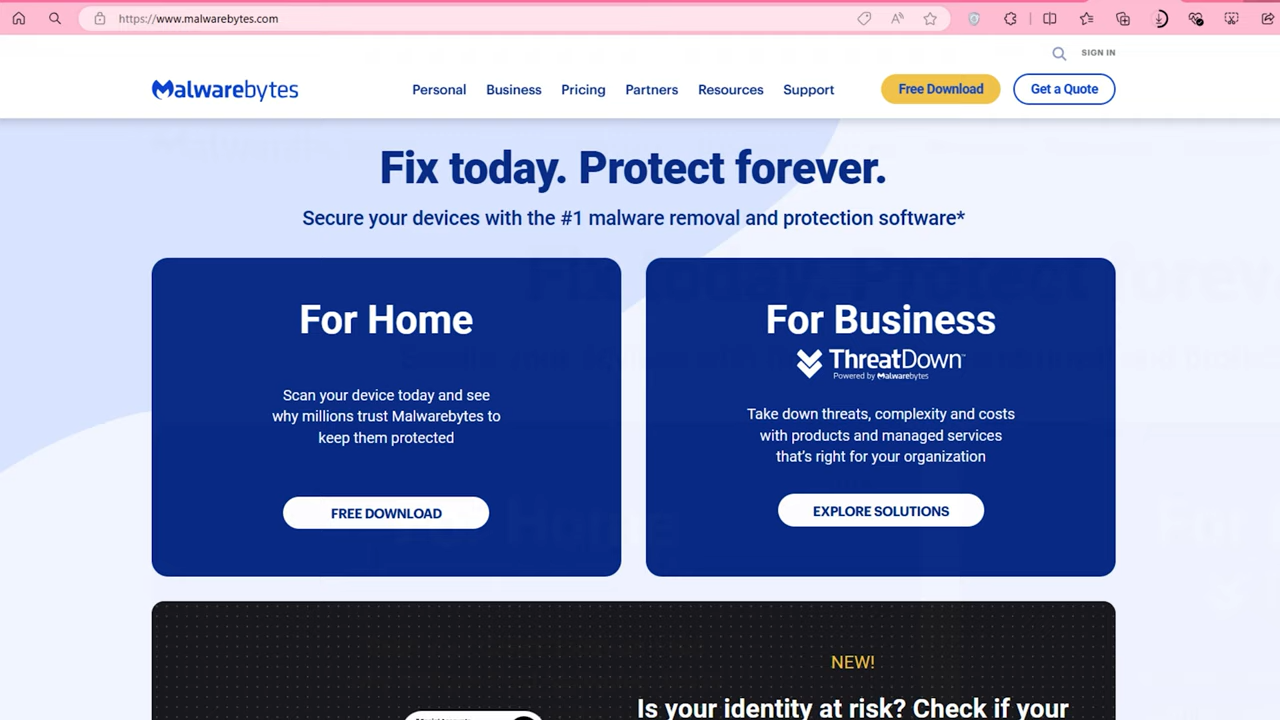 https://www.malwarebytes.com
SIGN IN
Malwarebytes
Personal Business Pricing Partners Resources Support Free Download Get a Quote
Fix today. Protect forever.
Secure your devices with the #1 malware removal and protection software*
For Home
Scan your device today and see
why millions trust Malwarebytes to
keep them protected
FREE DOWNLOAD
For Business
ThreatDown™
Powered by Malwarebytes
Take down threats, complexity and costs
with products and managed services
that's right for your organization
EXPLORE SOLUTIONS
NEW!
Is your identity at risk? Check if your